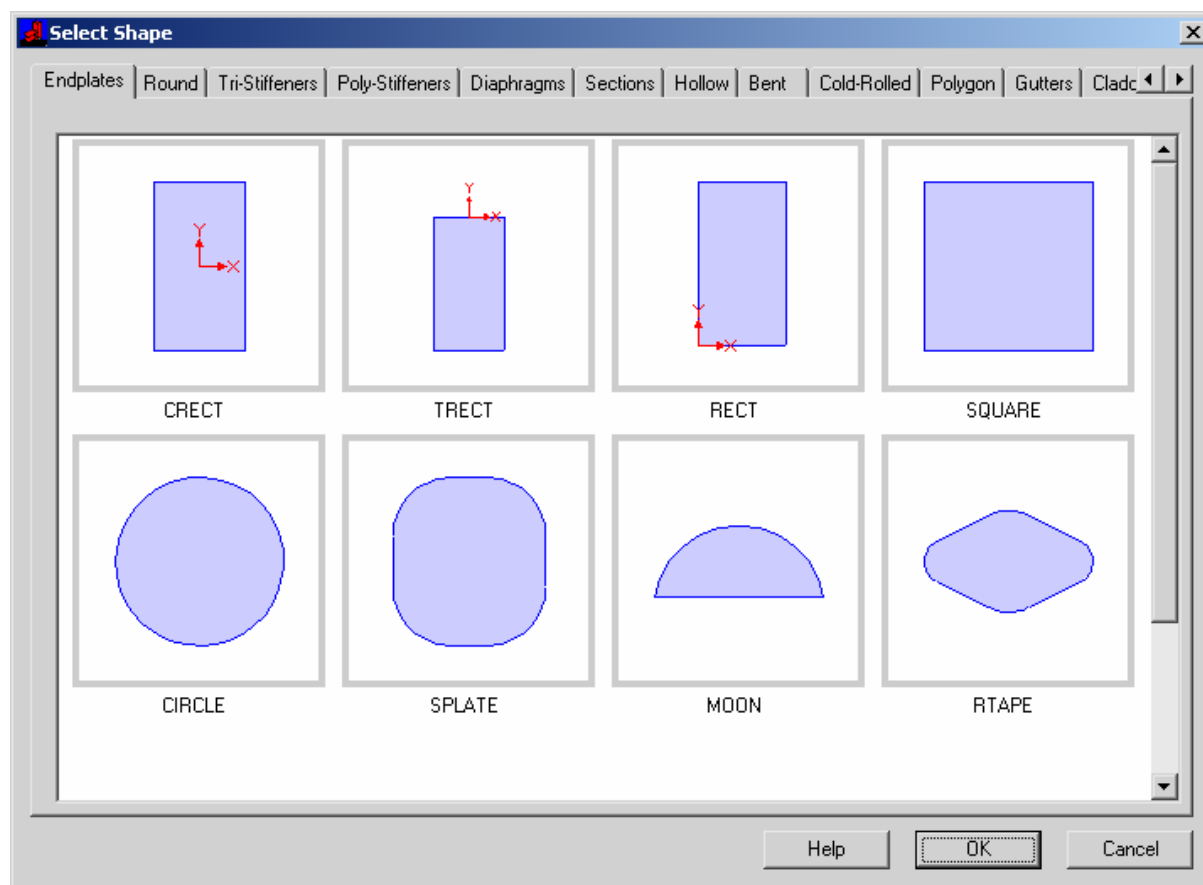 Select Shape
Endplates Round Tri-Stiffeners Poly-Stiffeners Diaphragms Sections Hollow Bent Cold-Rolled Polygon Gutters
Y X
Y X
Y X
CRECT TRECT RECT SQUARE
CIRCLE SPLATE MOON RTAPE
Help OK Cancel